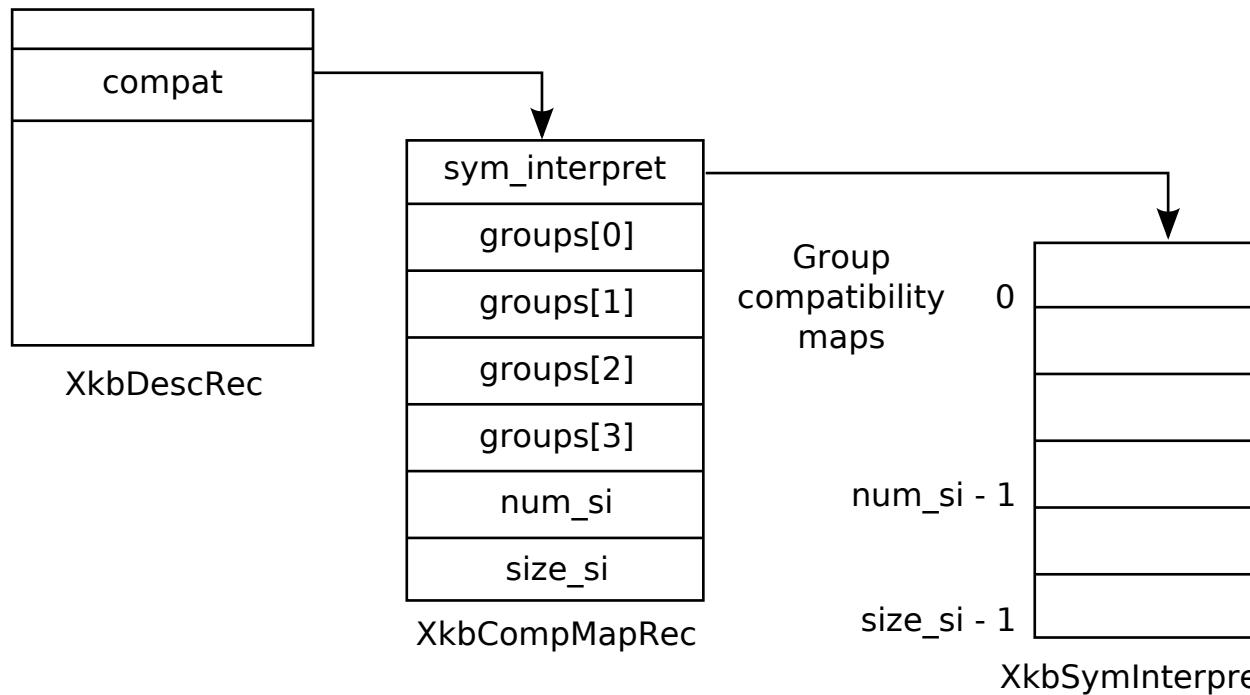 compat
XkbDescRec
sym_interpret
groups[0]
groups[1]
groups[2]
groups[3]
num_si
size_si
XkbCompMapRec
Group
compatibility
maps
0
num_si - 1
size_si - 1